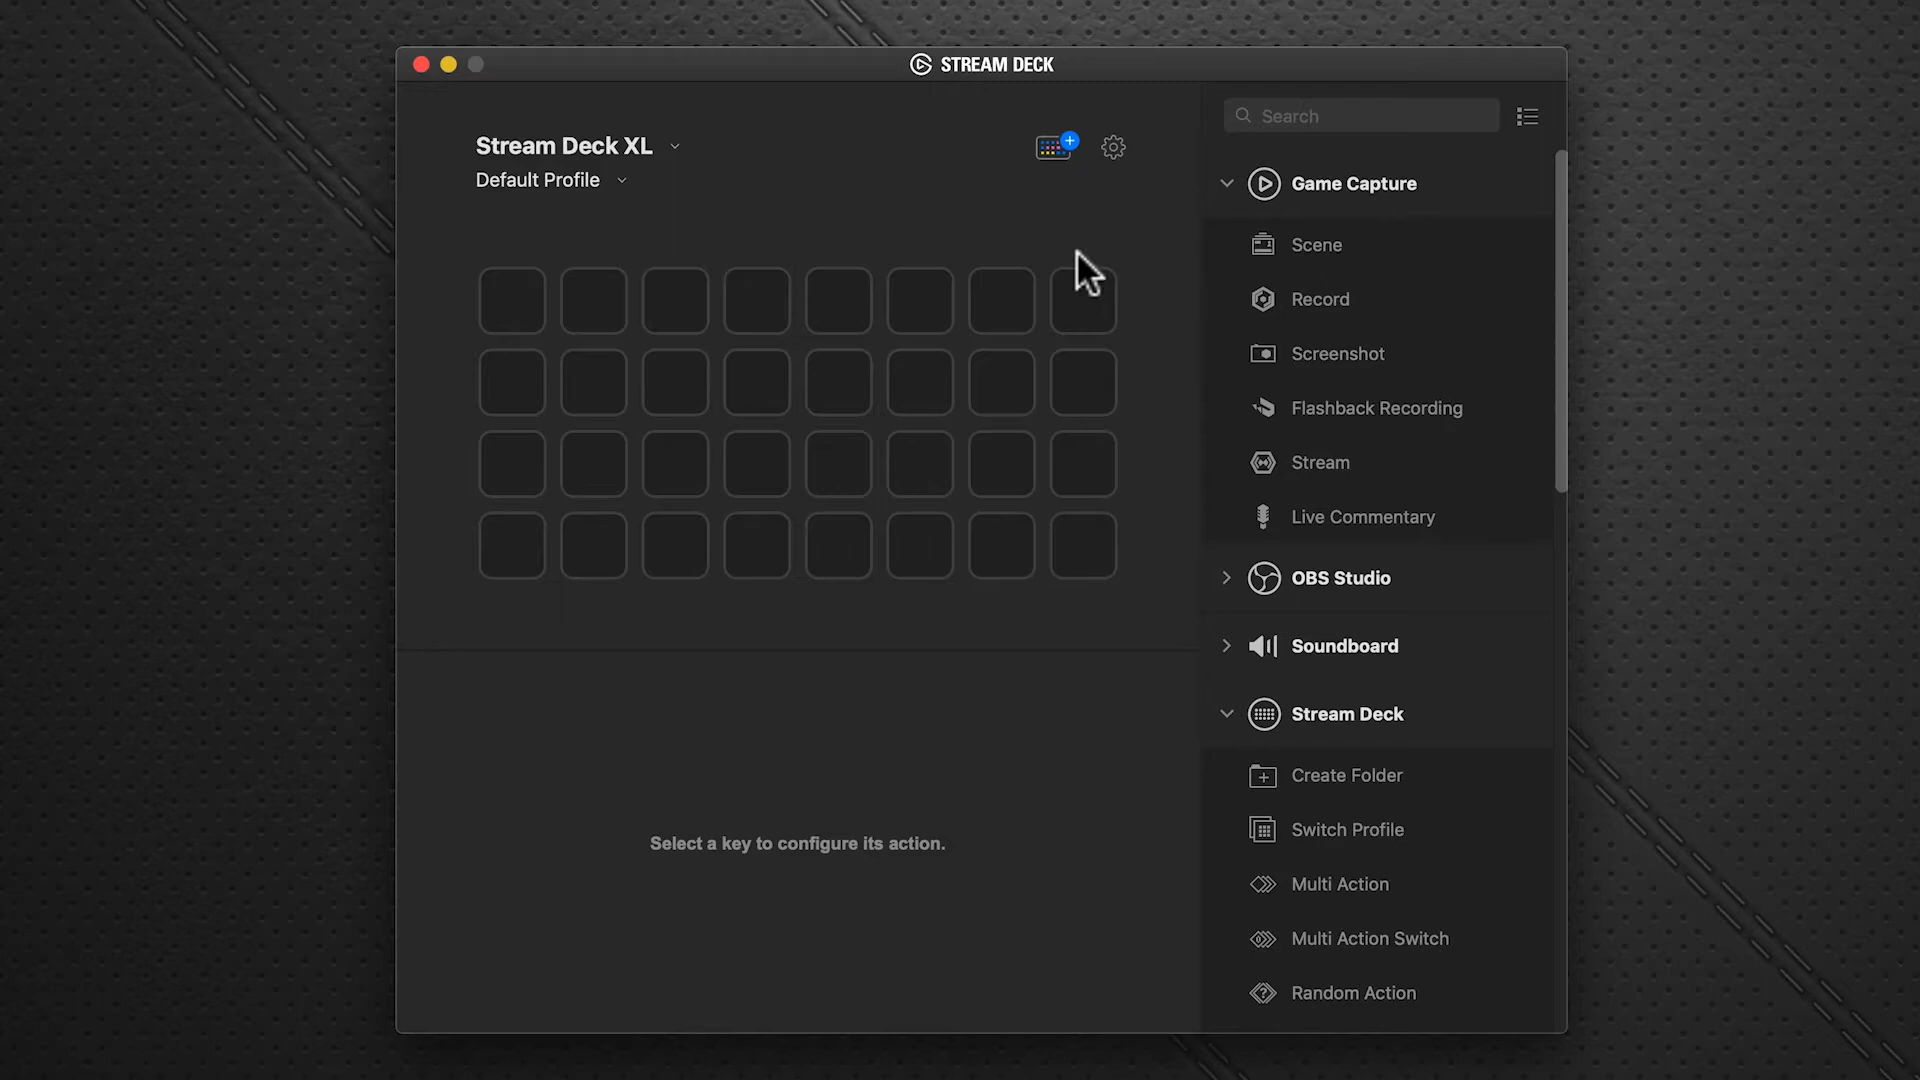 STREAM DECK
Stream Deck XL
Default Profile
Search
Game Capture
Scene
Record
Screenshot
Flashback Recording
Stream
Live Commentary
OBS Studio
Soundboard
Stream Deck
Create Folder
Switch Profile
Multi Action
Multi Action Switch
Random Action
Select a key to configure its action.